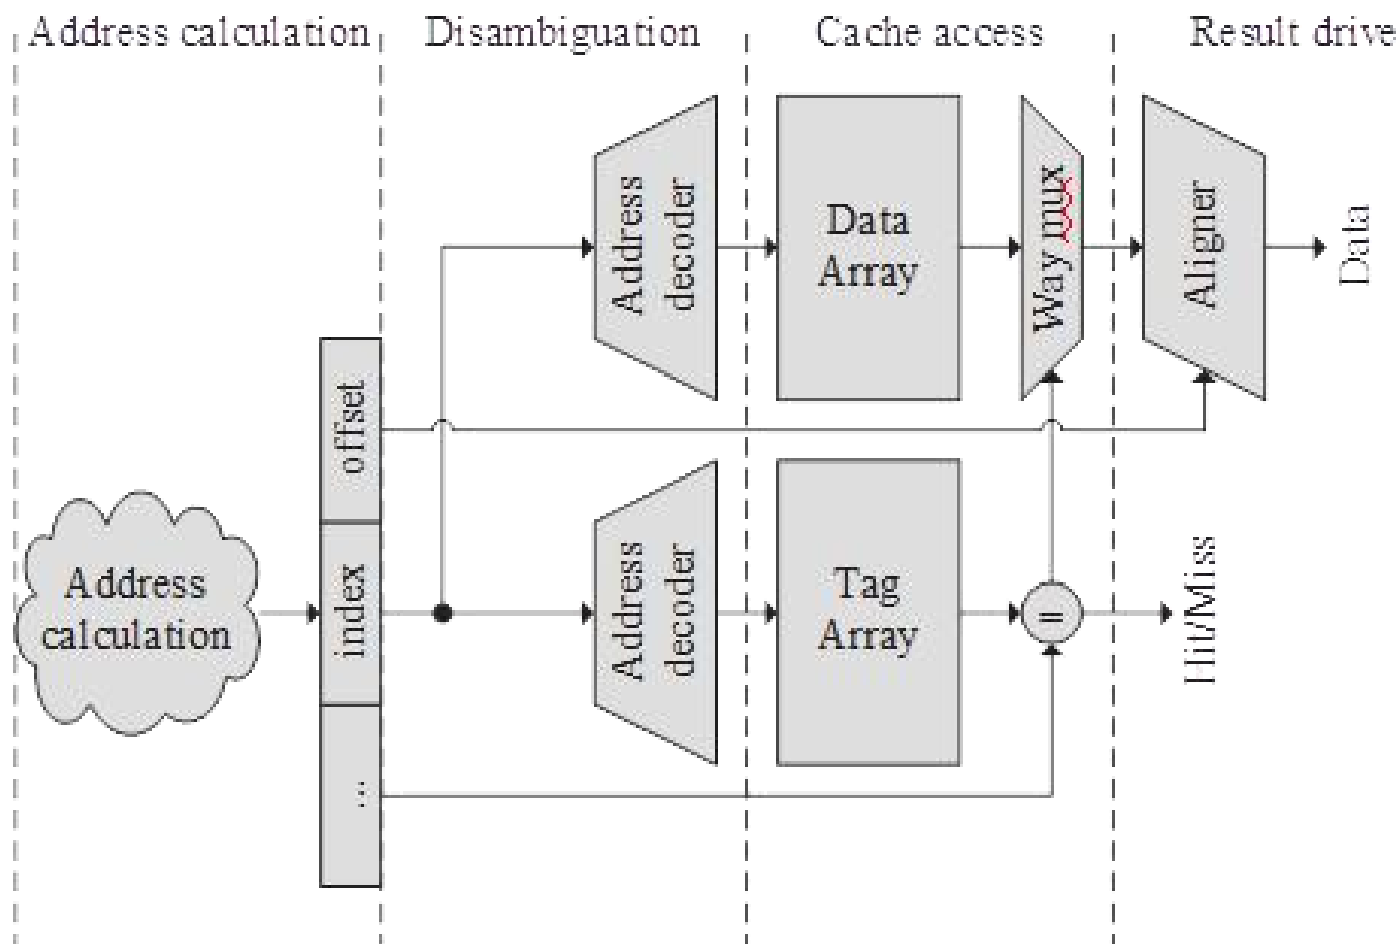 Address calculation
Disambiguation
Cache access
Result drive
Address
decoder
Data
Array
Way mux
Aligner
Data
offset
index
...
Address
calculation
Address
decoder
Tag
Array
=
Hit/Miss